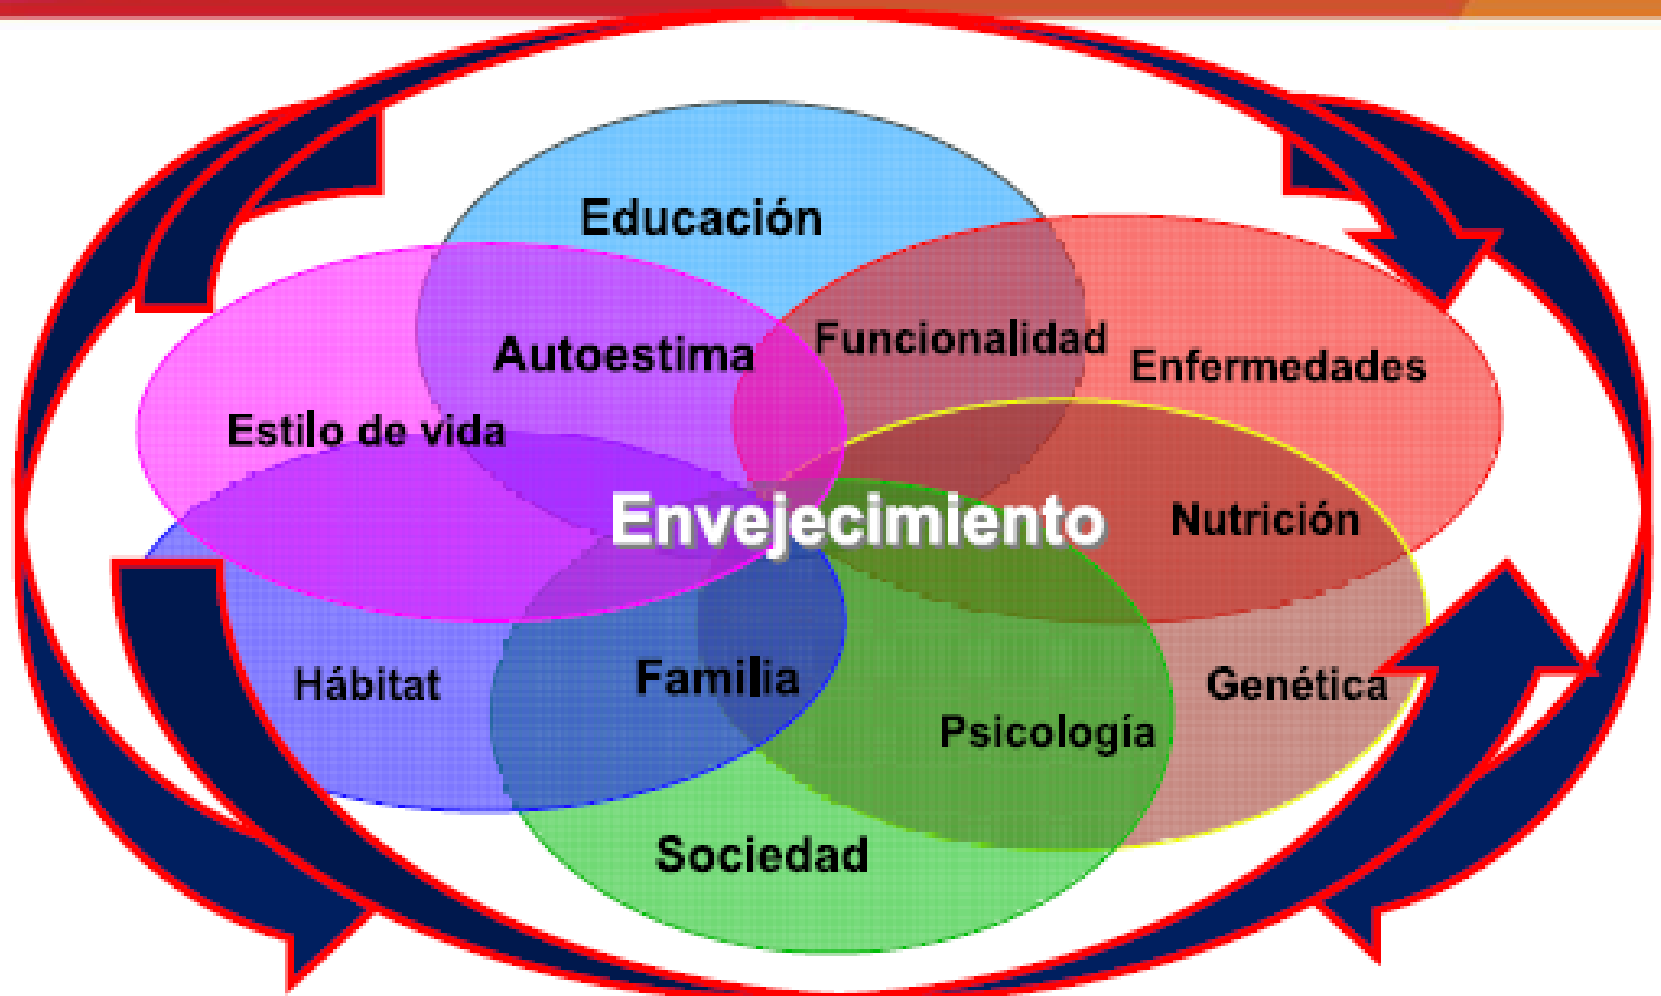 Educación
Autoestima
Funcionalidad
Enfermedades
Estilo de vida
Envejecimiento
Nutrición
Hábitat
Familia
Genética
Psicología
Sociedad